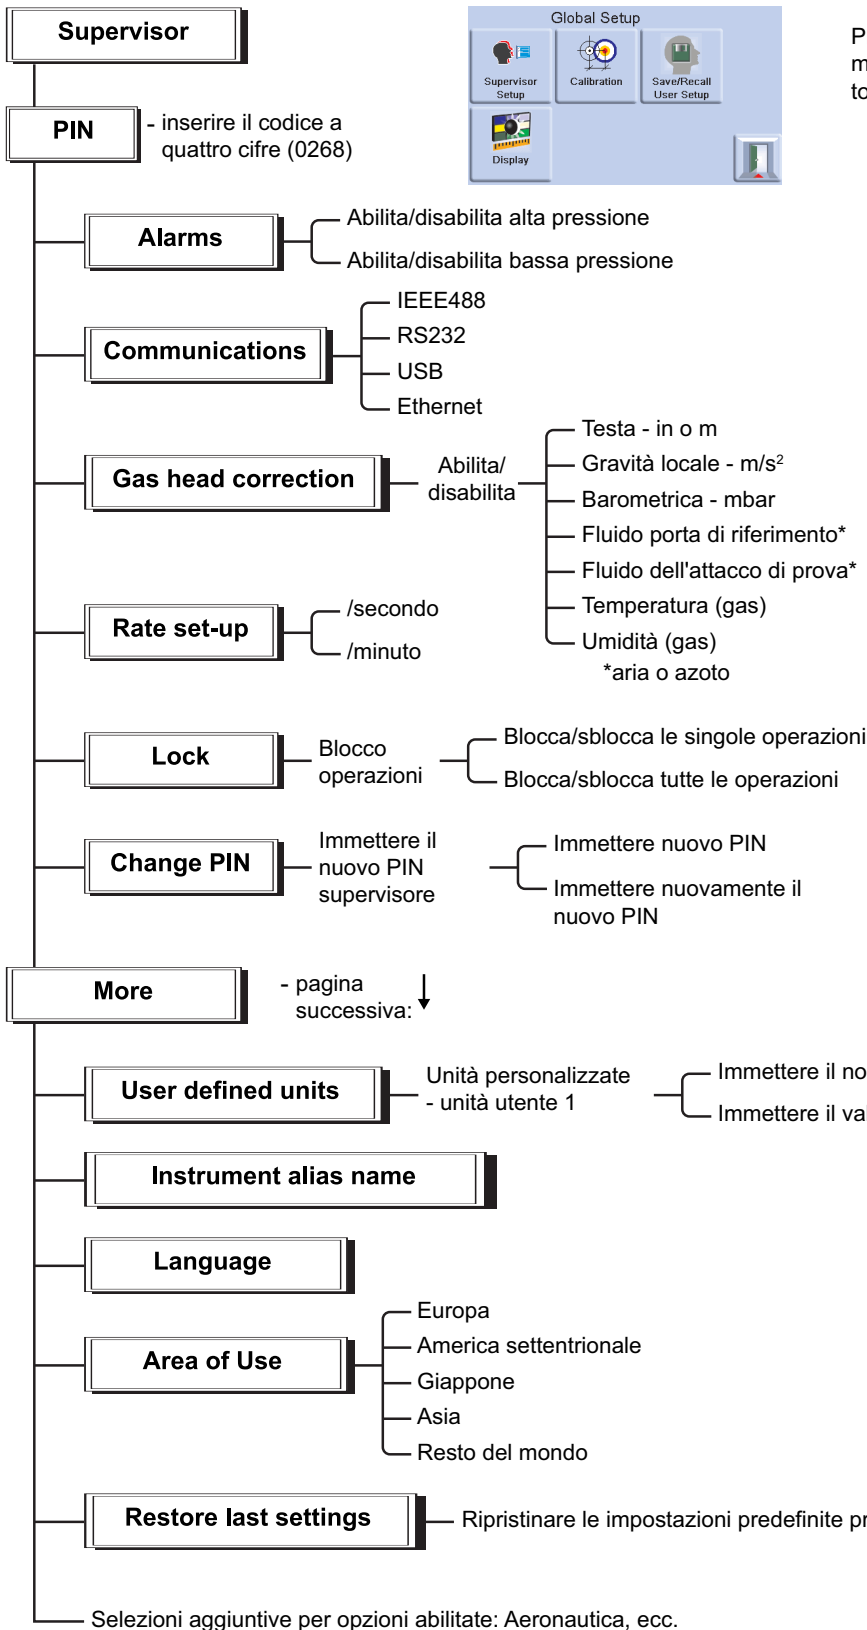 Supervisor
Global Setup
Supervisor
Setup
Calibration
Save/Recall
User Setup
Display
PIN
- inserire il codice a
quattro cifre (0268)
Alarms
Abilita/disabilita alta pressione
Abilita/disabilita bassa pressione
Communications
IEEE488
RS232
USB
Ethernet
Gas head correction
Abilita/
disabilita
Testa - in o m
Gravità locale - m/s²
Barometrica - mbar
Fluido porta di riferimento*
Fluido dell'attacco di prova*
Temperatura (gas)
Umidità (gas)
*aria o azoto
Rate set-up
/secondo
/minuto
Lock
Blocco
operazioni
Blocca/sblocca le singole operazioni
Blocca/sblocca tutte le operazioni
Change PIN
Immettere il
nuovo PIN
supervisore
Immettere nuovo PIN
Immettere nuovamente il
nuovo PIN
More
- pagina
successiva:
User defined units
Unità personalizzate
- unità utente 1
Immettere il
Immettere il
Instrument alias name
Language
Area of Use
Europa
America settentrionale
Giappone
Asia
Resto del mondo
Restore last settings
Ripristinare le impostazioni predefinite
Selezioni aggiuntive per opzioni abilitate: Aeronautica, ecc.